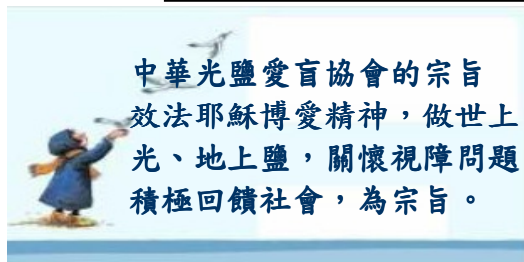 中華光鹽愛盲協會的宗旨
效法耶穌博愛精神，做世上
光、地上鹽，關懷視障問題
積極回饋社會，為宗旨。